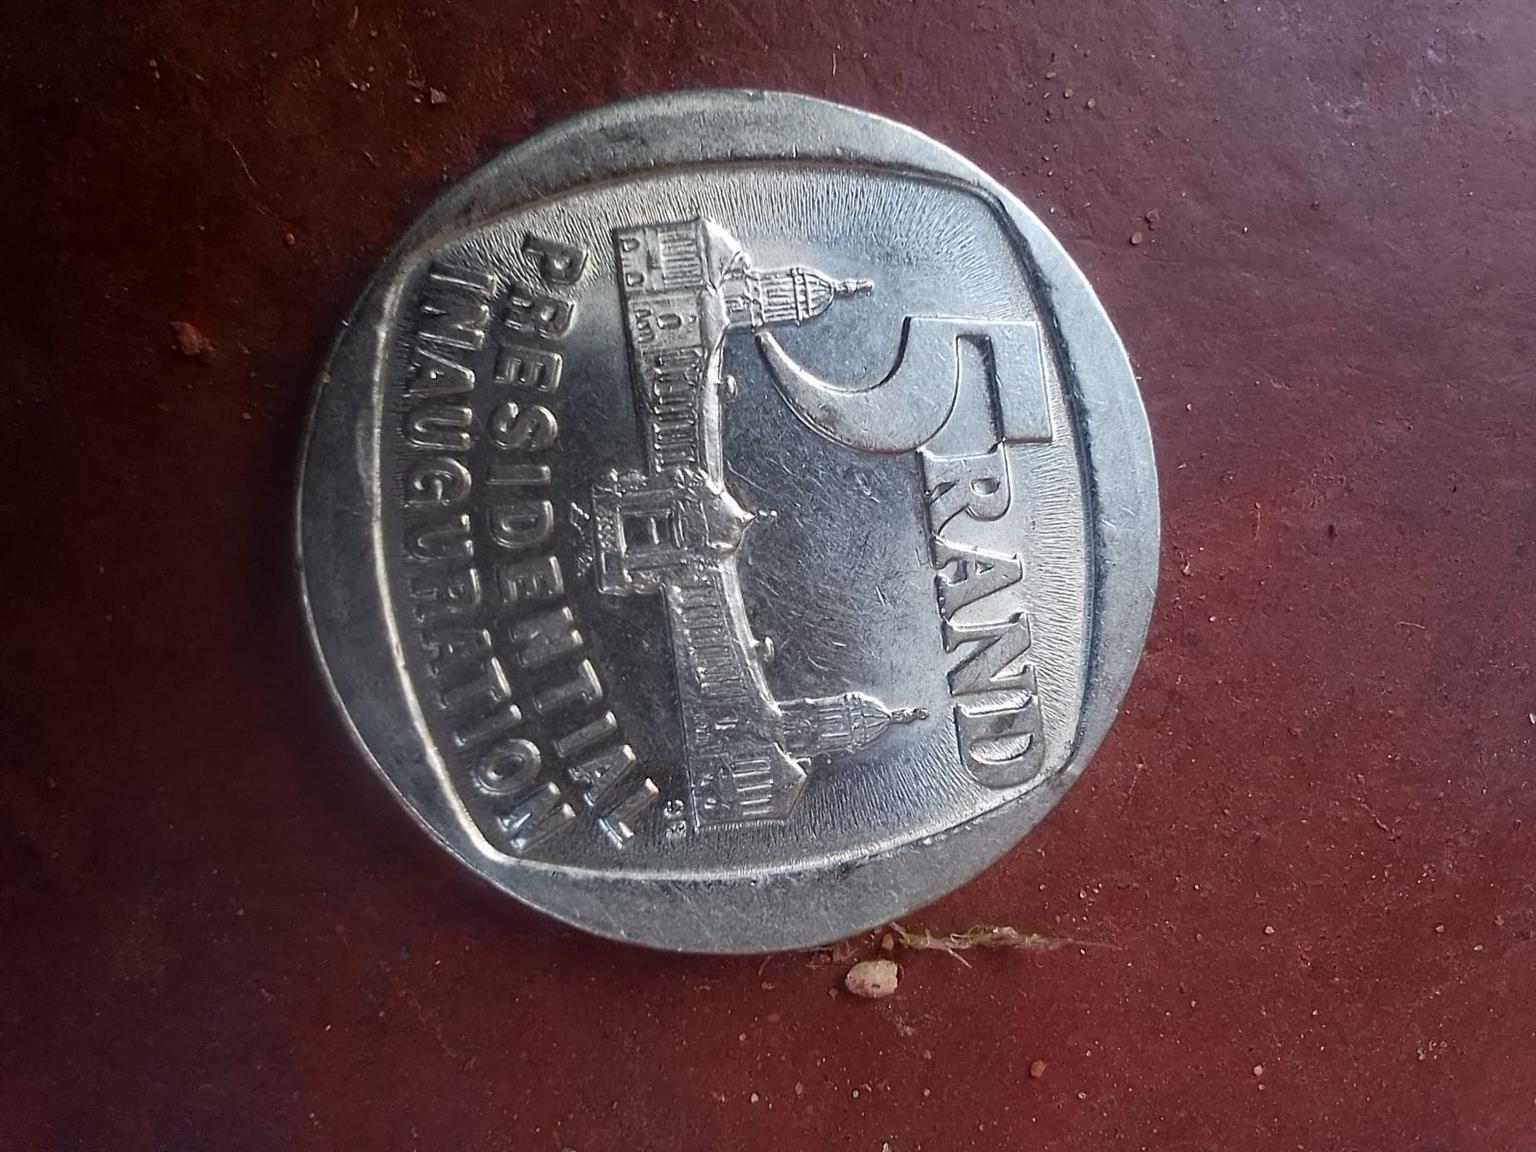 5 RAND
PRESIDENTIAL
INAUGURATION